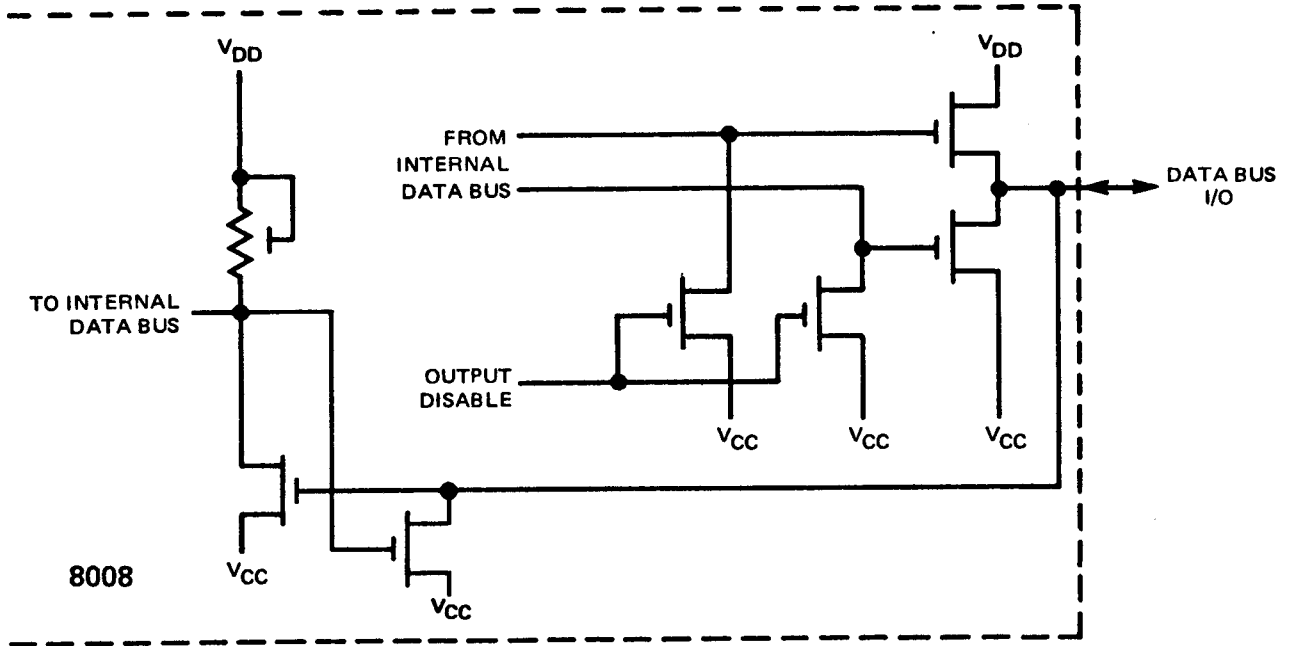 VDD
VDD
FROM
INTERNAL
DATA BUS
DATA BUS
I/O
TO INTERNAL
DATA BUS
OUTPUT
DISABLE
VCC
VCC
VCC
VCC
VCC
8008